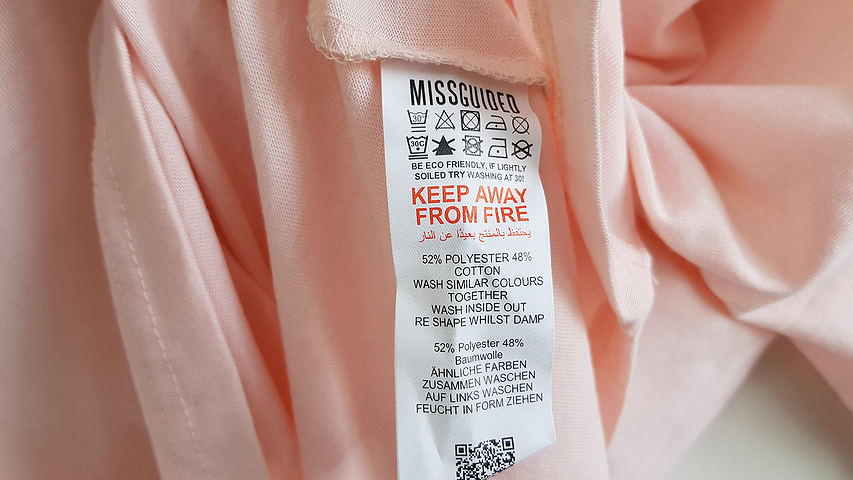 MISSGUIDED
30°
30C
BE ECO FRIENDLY, IF LIGHTLY
SOILED TRY WASHING AT 30!
KEEP AWAY
FROM FIRE
يحتفظ بالمنتج بعيدًا عن النار
52% POLYESTER 48%
COTTON
WASH SIMILAR COLOURS
TOGETHER
WASH INSIDE OUT
RE SHAPE WHILST DAMP
52% Polyester 48%
Baumwolle
ÄHNLICHE FARBEN
ZUSAMMEN WASCHEN
AUF LINKS WASCHEN
FEUCHT IN FORM ZIEHEN